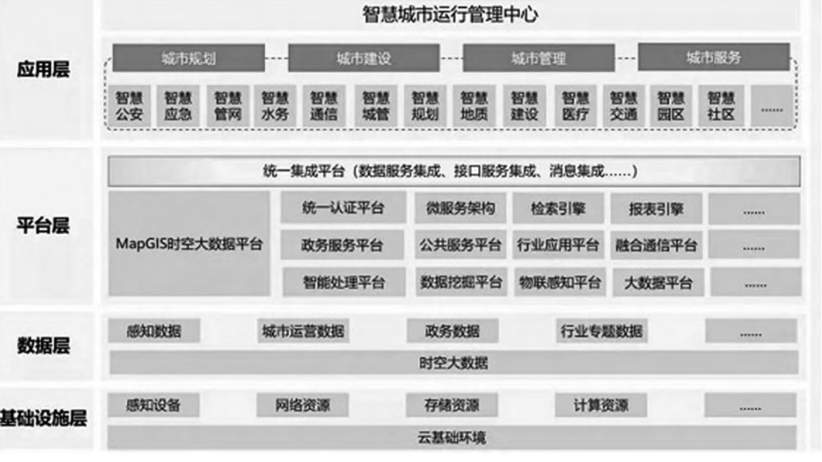 智慧城市运行管理中心
应用层
城市规划
城市建设
城市管理
城市服务
智慧
公安
智慧
应急
智慧
管网
智慧
水务
智慧
通信
智慧
城管
智慧
规划
智慧
地质
智慧
建设
智慧
医疗
智慧
交通
智慧
园区
智慧
社区
......
平台层
统一集成平台（数据服务集成、接口服务集成、消息集成......）
MapGIS时空大数据平台
统一认证平台
微服务架构
检索引擎
报表引擎
......
政务服务平台
公共服务平台
行业应用平台
融合通信平台
......
智能处理平台
数据挖掘平台
物联感知平台
大数据平台
......
数据层
感知数据
城市运营数据
政务数据
行业专题数据
......
时空大数据
基础设施层
感知设备
网络资源
存储资源
计算资源
......
云基础环境